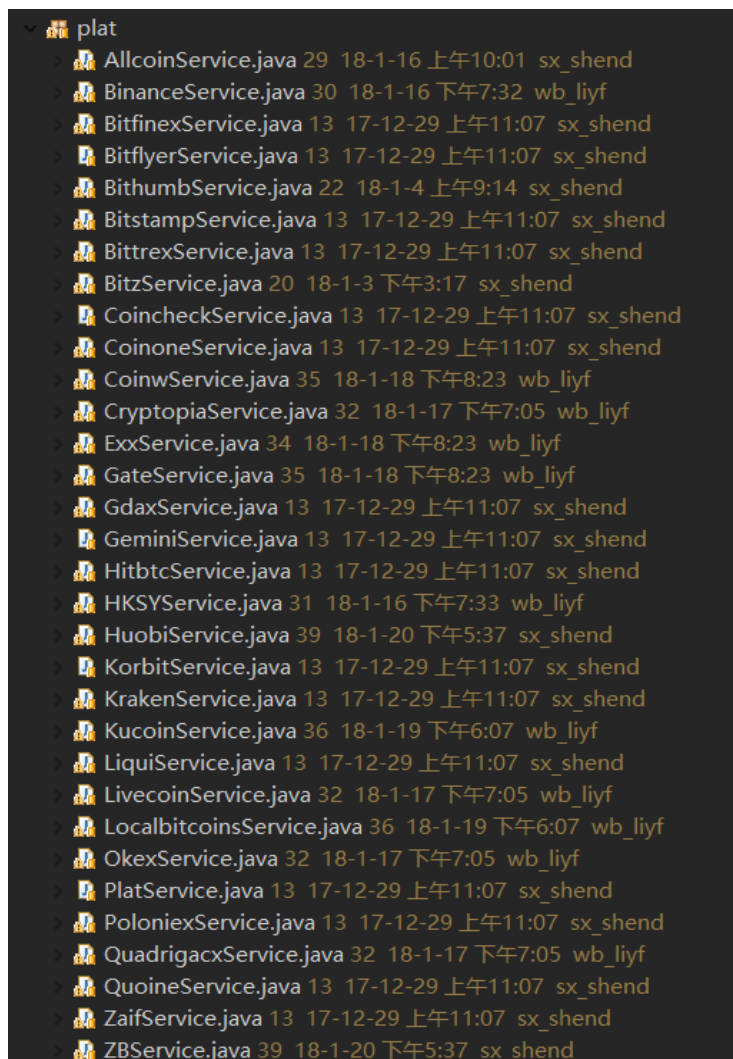 plat
AllcoinService.java 29 18-1-16 上午10:01 sx_shend
BinanceService.java 30 18-1-16 下午7:32 wb_liyf
BitfinexService.java 13 17-12-29 上午11:07 sx_shend
BitflyerService.java 13 17-12-29 上午11:07 sx_shend
BithumbService.java 22 18-1-4 上午9:14 sx_shend
BitstampService.java 13 17-12-29 上午11:07 sx_shend
BittrexService.java 13 17-12-29 上午11:07 sx_shend
BitzService.java 20 18-1-3 下午3:17 sx_shend
CoincheckService.java 13 17-12-29 上午11:07 sx_shend
CoinoneService.java 13 17-12-29 上午11:07 sx_shend
CoinwService.java 35 18-1-18 下午8:23 wb_liyf
CryptopiaService.java 32 18-1-17 下午7:05 wb_liyf
ExxService.java 34 18-1-18 下午8:23 wb_liyf
GateService.java 35 18-1-18 下午8:23 wb_liyf
GdaxService.java 13 17-12-29 上午11:07 sx_shend
GeminiService.java 13 17-12-29 上午11:07 sx_shend
HitbtcService.java 13 17-12-29 上午11:07 sx_shend
HKSYService.java 31 18-1-16 下午7:33 wb_liyf
HuobiService.java 39 18-1-20 下午5:37 sx_shend
KorbitService.java 13 17-12-29 上午11:07 sx_shend
KrakenService.java 13 17-12-29 上午11:07 sx_shend
KucoinService.java 36 18-1-19 下午6:07 wb_liyf
LiquiService.java 13 17-12-29 上午11:07 sx_shend
LivecoinService.java 32 18-1-17 下午7:05 wb_liyf
LocalbitcoinsService.java 36 18-1-19 下午6:07 wb_liyf
OkexService.java 32 18-1-17 下午7:05 wb_liyf
PlatService.java 13 17-12-29 上午11:07 sx_shend
PoloniexService.java 13 17-12-29 上午11:07 sx_shend
QuadrigacxService.java 32 18-1-17 下午7:05 wb_liyf
QuoineService.java 13 17-12-29 上午11:07 sx_shend
ZaifService.java 13 17-12-29 上午11:07 sx_shend
ZBService.java 39 18-1-20 下午5:37 sx_shend